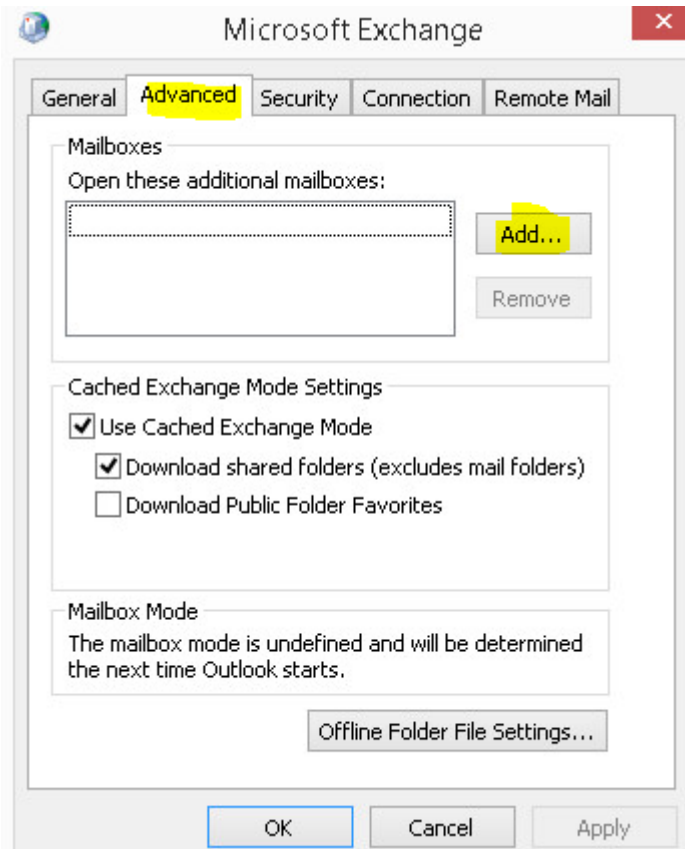 Microsoft Exchange
General Advanced Security Connection Remote Mail
Mailboxes
Open these additional mailboxes:
Add...
Remove
Cached Exchange Mode Settings
Use Cached Exchange Mode
Download shared folders (excludes mail folders)
Download Public Folder Favorites
Mailbox Mode
The mailbox mode is undefined and will be determined
the next time Outlook starts.
Offline Folder File Settings...
OK Cancel Apply